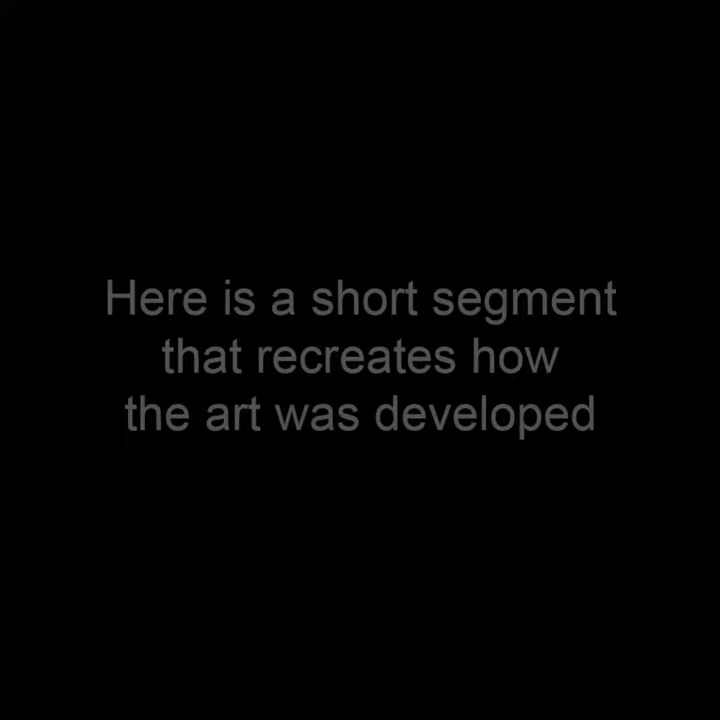 Here is a short segment
that recreates how
the art was developed